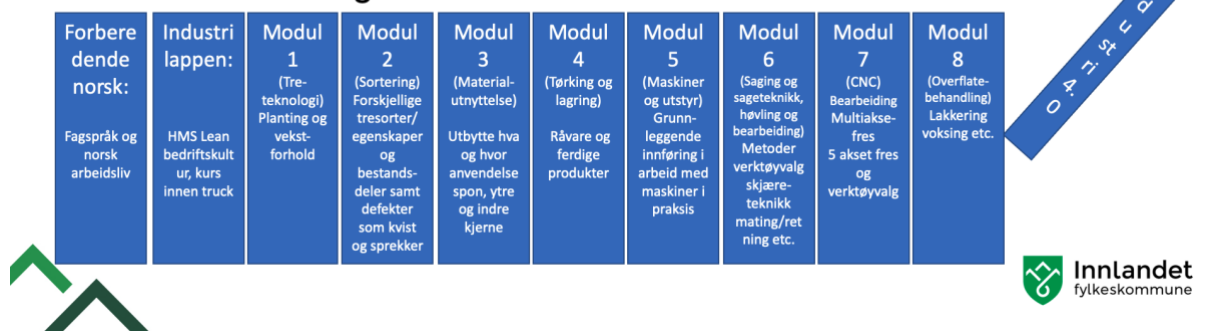 Forbere
dende
norsk:
Fagspråk og
norsk
arbeidsliv
Industri
lappen:
HMS Lean
bedriftskult
ur, kurs
innen truck
Modul
1
(Tre-
teknologi)
Planting og
vekst-
forhold
Modul
2
(Sortering)
Forskjellige
tresorter/
egenskaper
og
bestands-
deler samt
defekter
som kvist
og sprekker
Modul
3
(Material-
utnyttelse)
Utbytte hva
og hvor
anvendelse
spon, ytre
og indre
kjerne
Modul
4
(Tørking og
lagring)
Råvare og
ferdige
produkter
Modul
5
(Maskiner
og utstyr)
Grunn-
leggende
innføring i
arbeid med
maskiner i
praksis
Modul
6
(Saging og
sageteknikk,
høvling og
bearbeiding)
Metoder
verktøyvalg
skjære-
teknikk
mating/ret
ning etc.
Modul
7
(CNC)
Bearbeiding
Multiakse-
fres
5 akset fres
og
verktøyvalg
Modul
8
(Overflate-
behandling)
Lakkering
voksing etc.
4.0
Innlandet
fylkeskommune